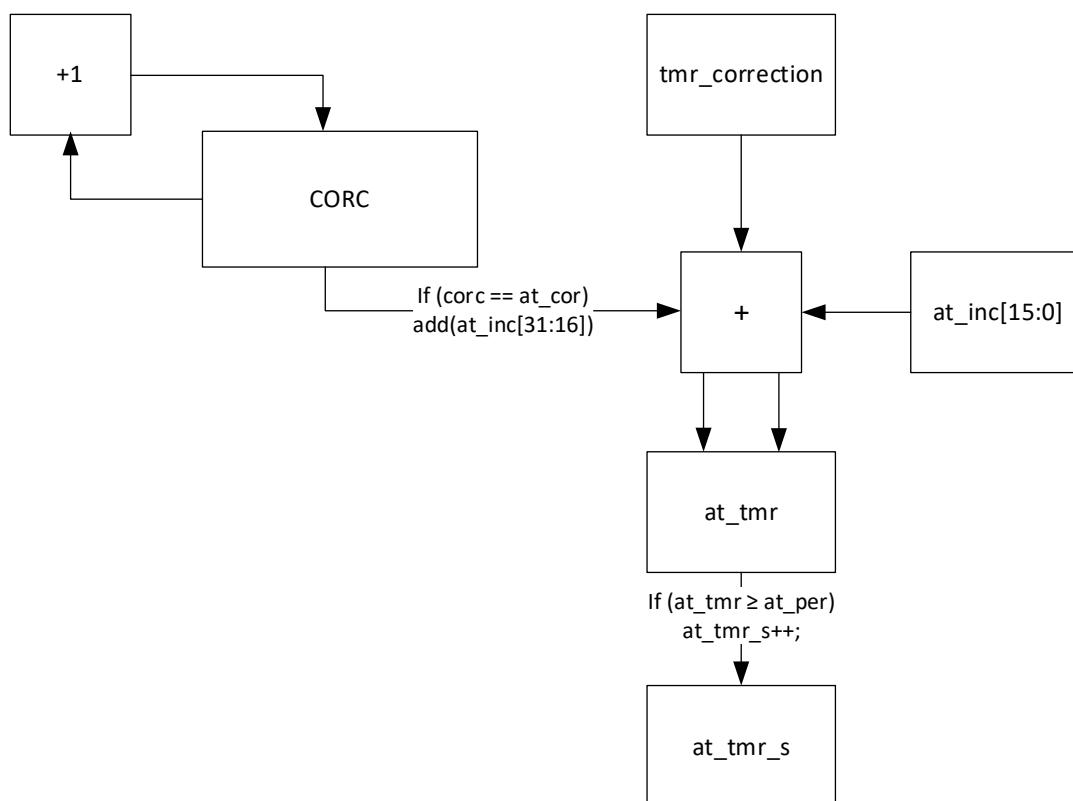 +1
tmr_correction
CORC
If (corc == at_cor)
add(at_inc[31:16])
+
at_inc[15:0]
at_tmr
If (at_tmr ≥ at_per)
at_tmr_s++;
at_tmr_s